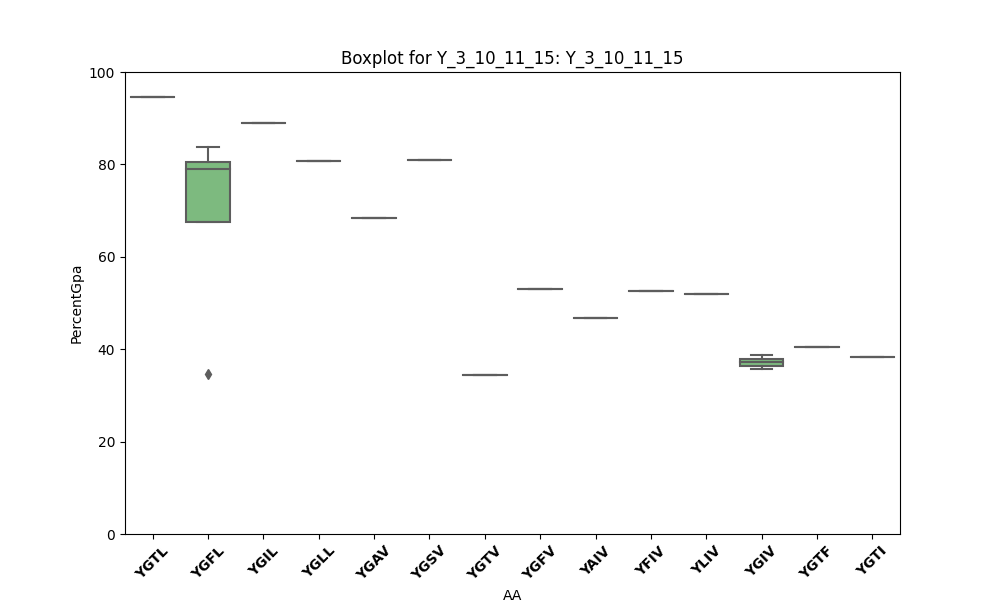 Boxplot for Y_3_10_11_15: Y_3_10_11_15
100
80
60
40
20
0
PercentGpa
YGTL YGFL YGIL YGLL YGAV YGSV YGTV YGFV YAIV YFIV YLIV YGIV YGTF YGTI
AA